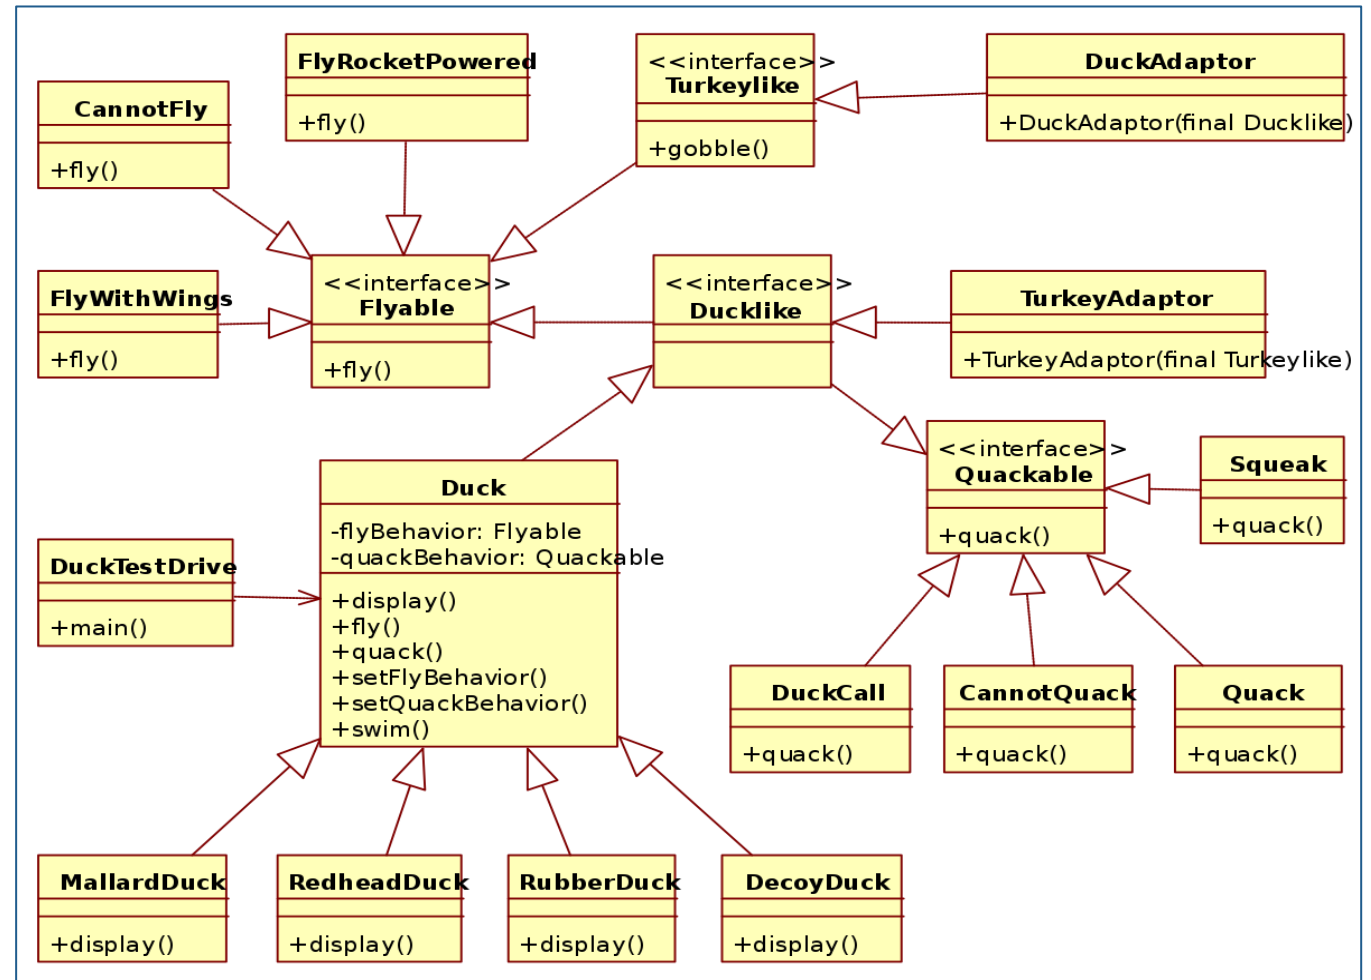 FlyRocketPowered
+fly()
<<interface>>
Turkeylike
+gobble()
DuckAdaptor
+DuckAdaptor(final Ducklike)
CannotFly
+fly()
FlyWithWings
+fly()
<<interface>>
Flyable
+fly()
<<interface>>
Ducklike
TurkeyAdaptor
+TurkeyAdaptor(final Turkeylike)
<<interface>>
Quackable
+quack()
Squeak
+quack()
Duck
-flyBehavior: Flyable
-quackBehavior: Quackable
+display()
+fly()
+quack()
+setFlyBehavior()
+setQuackBehavior()
+swim()
DuckTestDrive
+main()
DuckCall
+quack()
CannotQuack
+quack()
Quack
+quack()
MallardDuck
+display()
RedheadDuck
+display()
RubberDuck
+display()
DecoyDuck
+display()